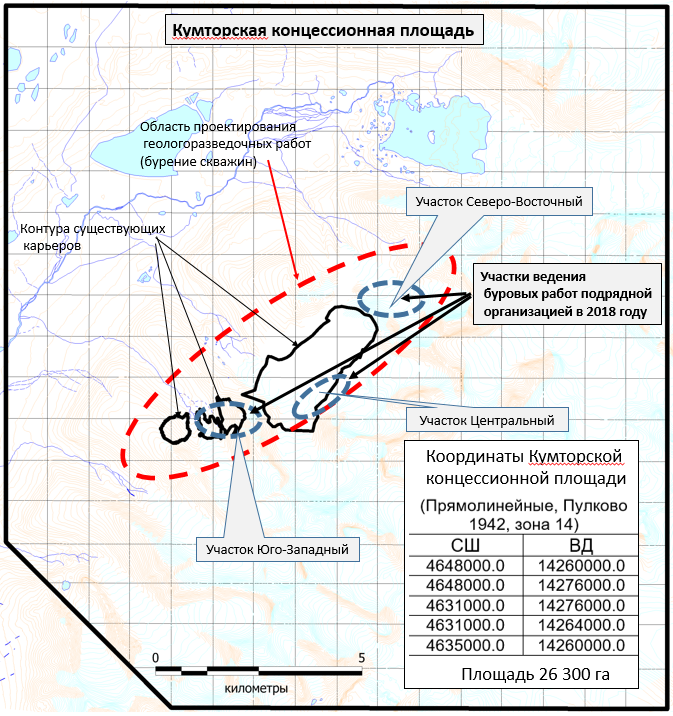 Кумторская концессионная площадь
Область проектирования
геологоразведочных работ
(бурение скважин)
Участок Северо-Восточный
Контура существующих
карьеров
Участки ведения
буровых работ подрядной
организацией в 2018 году
Участок Центральный
Участок Юго-Западный
Координаты Кумторской
концессионной площади
(Прямолинейные, Пулково
1942, зона 14)
СШ ВД
4648000.0 14260000.0
4648000.0 14276000.0
4631000.0 14276000.0
4631000.0 14264000.0
4635000.0 14260000.0
Площадь 26 300 га
0 5
километры